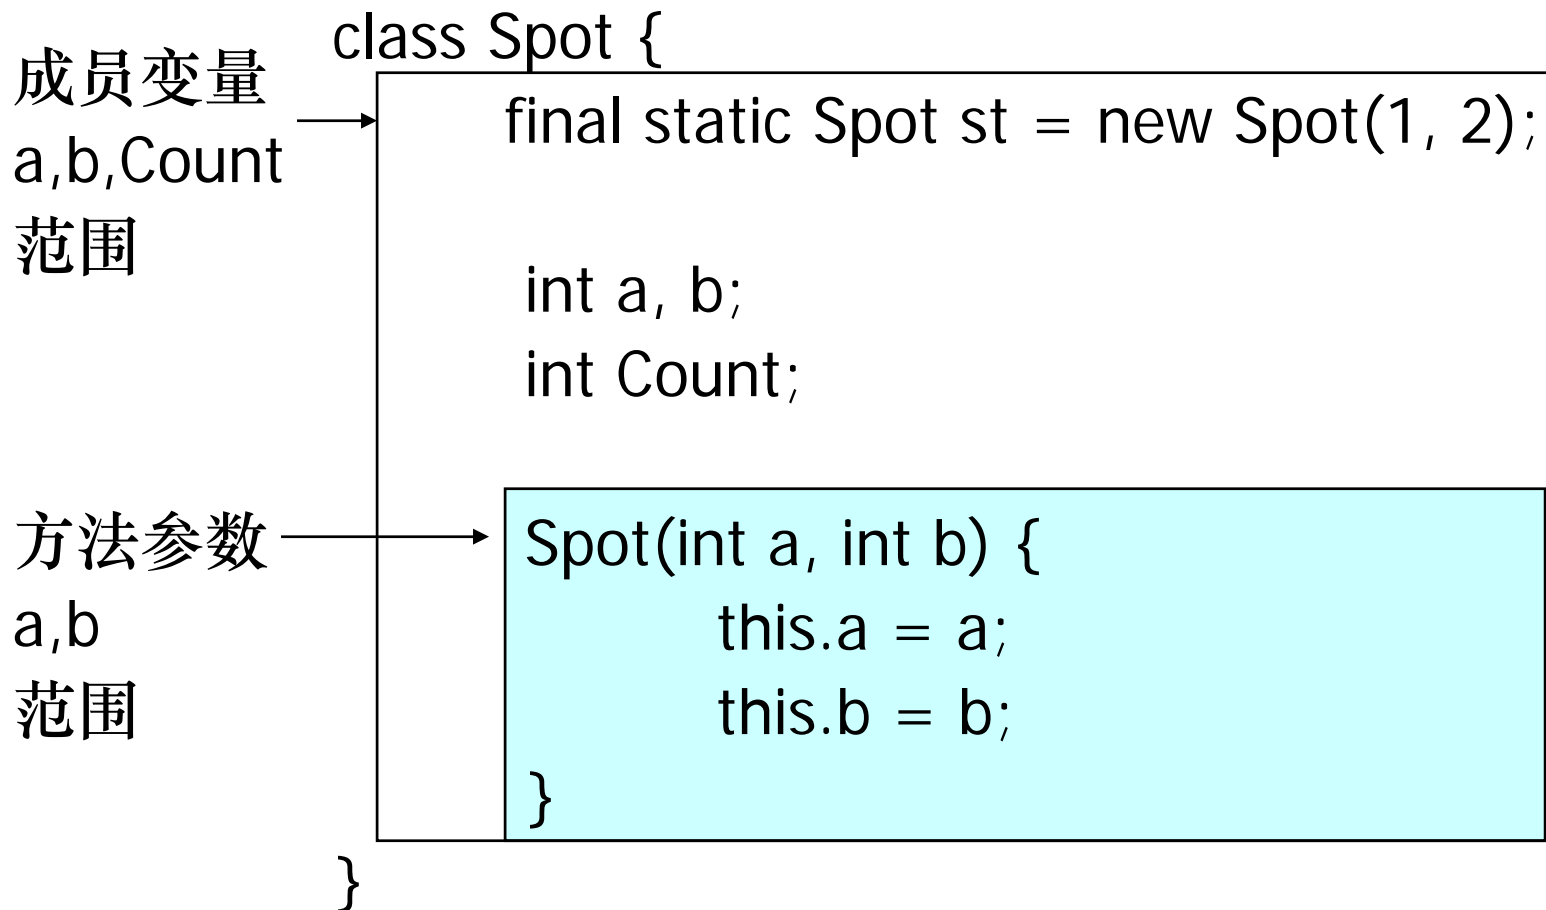 class Spot {
成员变量
a,b,Count
范围
final static Spot st = new Spot(1, 2);
int a, b;
int Count;
方法参数
a,b
范围
Spot(int a, int b) {
this.a = a;
this.b = b;
}
}